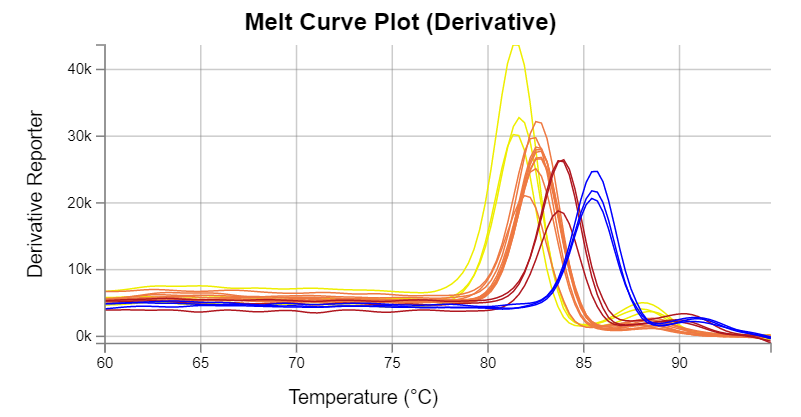 Melt Curve Plot (Derivative)
40k
30k
20k
10k
0k
Derivative Reporter
60 65 70 75 80 85 90
Temperature (°C)